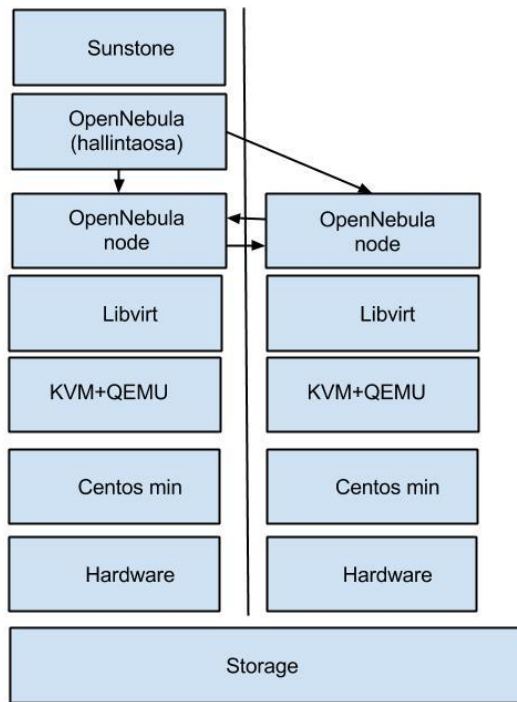 Sunstone
OpenNebula
(hallintaosa)
OpenNebula
node
OpenNebula
node
Libvirt
Libvirt
KVM+QEMU
KVM+QEMU
Centos min
Centos min
Hardware
Hardware
Storage